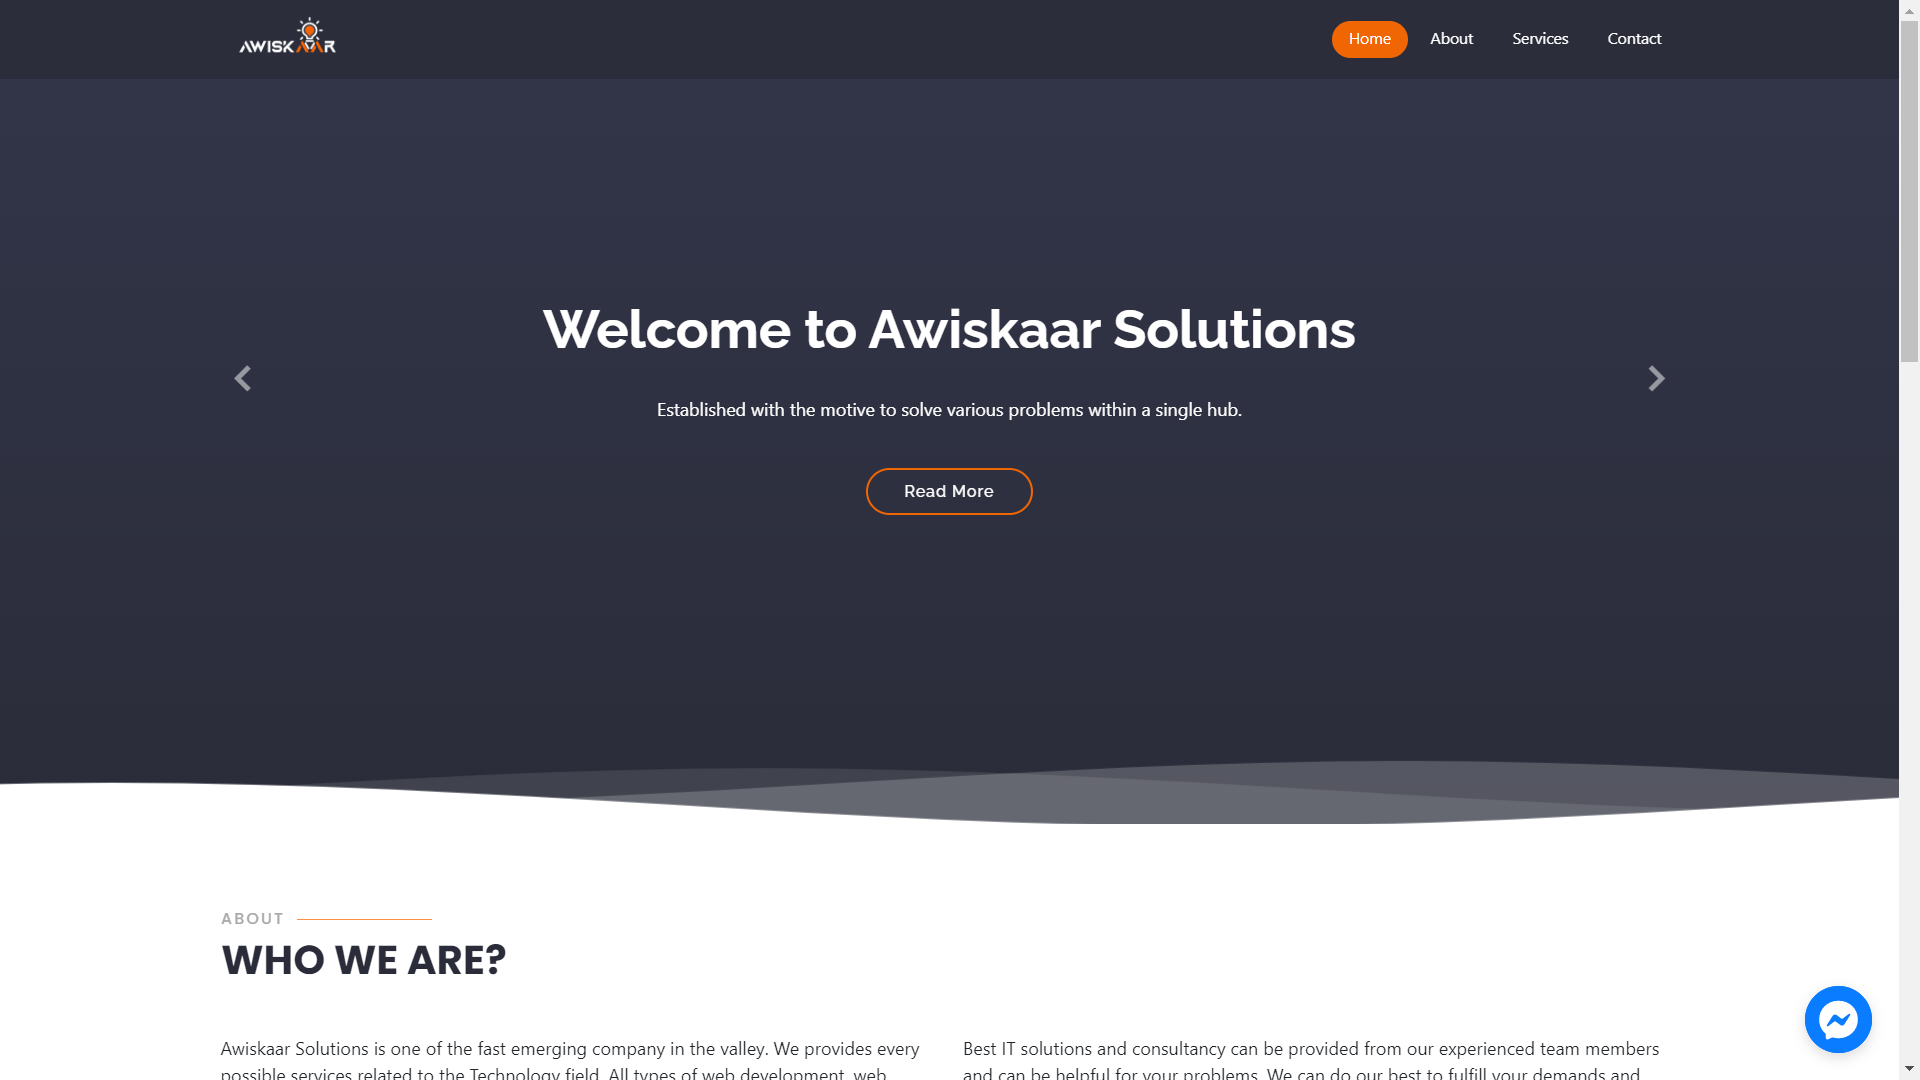 AWISKAAR
Home
About
Services
Contact
Welcome to Awiskaar Solutions
Established with the motive to solve various problems within a single hub.
Read More
ABOUT
WHO WE ARE?
Awiskaar Solutions is one of the fast emerging company in the valley. We provides every
possible services related to the Technology field. All types of web development, web
Best IT solutions and consultancy can be provided from our experienced team members
and can be helpful for your problems. We can do our best to fulfill your demands and